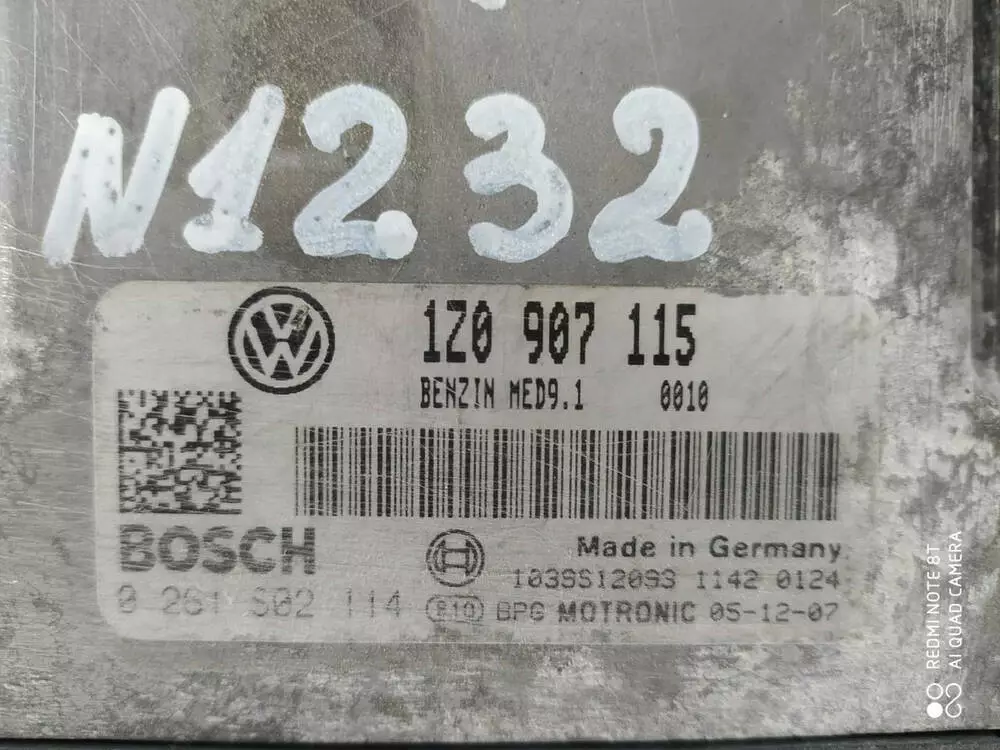 N1232
1Z0 907 115
BENZIN MED9.1 0010
BOSCH
Made in Germany
1039S12093 1142 0124
0 261 S02 114 810 BPG MOTRONIC 05-12-07
REDMI NOTE 8T
AI QUAD CAMERA